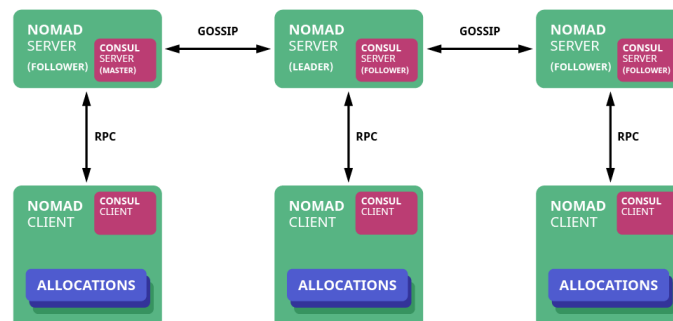 NOMAD
SERVER
(FOLLOWER)
CONSUL
SERVER
(MASTER)
GOSSIP
NOMAD
SERVER
(LEADER)
CONSUL
SERVER
(FOLLOWER)
GOSSIP
NOMAD
SERVER
(FOLLOWER)
CONSUL
SERVER
(FOLLOWER)
RPC
RPC
RPC
NOMAD
CLIENT
CONSUL
CLIENT
ALLOCATIONS
NOMAD
CLIENT
CONSUL
CLIENT
ALLOCATIONS
NOMAD
CLIENT
CONSUL
CLIENT
ALLOCATIONS